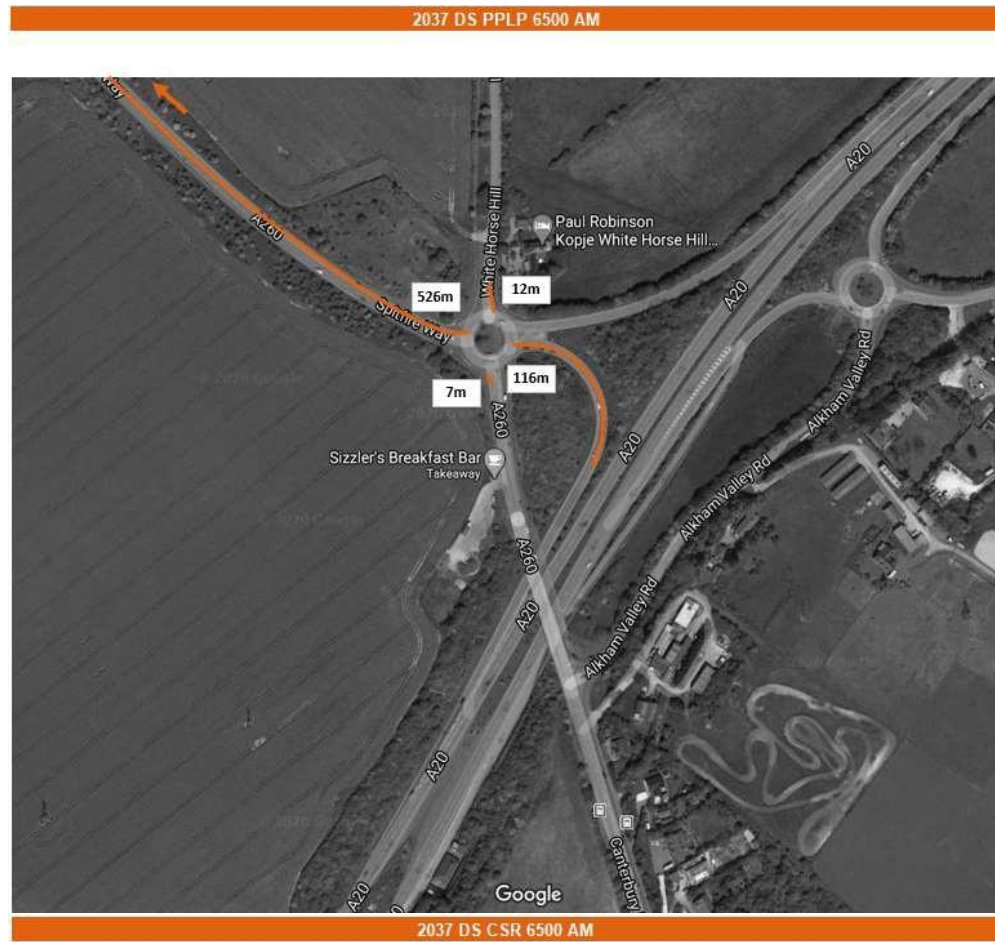 2037 DS PPLP 6500 AM
Way
A260
Spitfire Way
526m
White Horse Hill
12m
Paul Robinson
Kopje White Horse Hill...
A20
A20
7m
116m
A260
A20
Alkham Valley Rd
Sizzler's Breakfast Bar
Takeaway
Alkham Valley Rd
A260
A20
Alkham Valley Rd
A20
Canterbury
A20
Google
2037 DS CSR 6500 AM